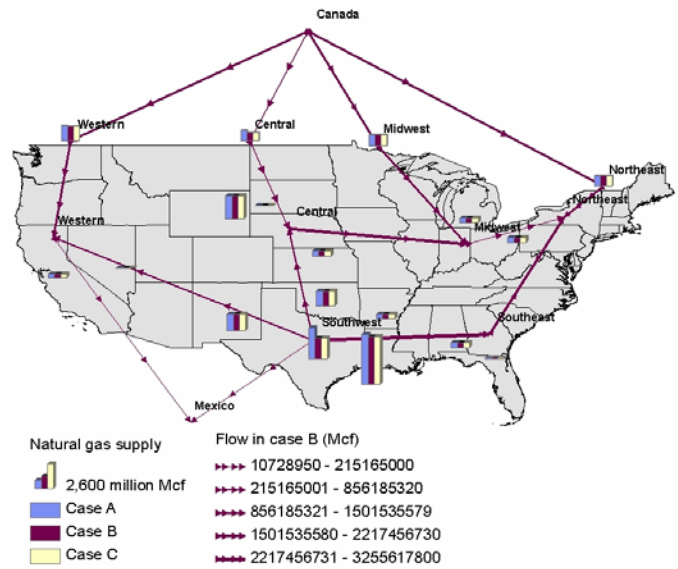 Canada
Western
Central
Midwest
Northeast
Northeast
Western
Central
Midwest
Southwest
Southeast
Mexico
Natural gas supply
2,600 million Mcf
Case A
Case B
Case C
Flow in case B (Mcf)
10728950 - 215165000
215165001 - 856185320
856185321 - 1501535579
1501535580 - 2217456730
2217456731 - 3255617800